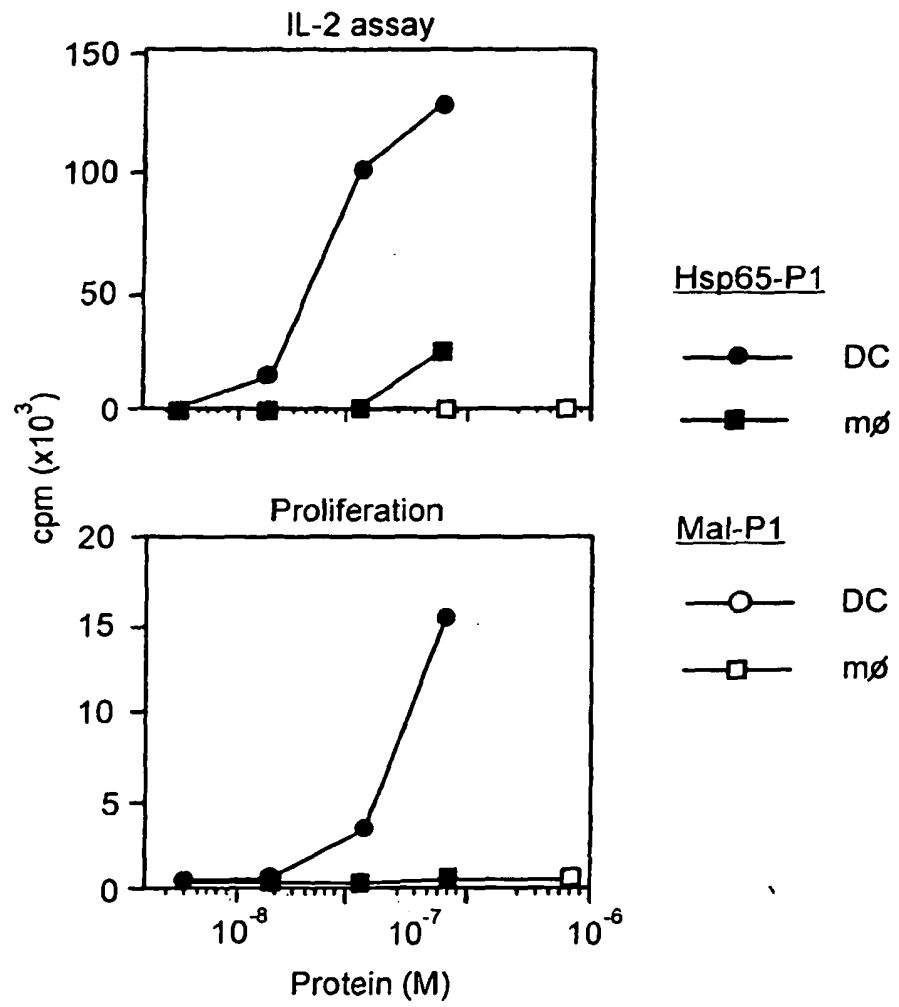 IL-2 assay
150
100
50
0
cpm (x10³)
Proliferation
20
15
10
5
0
10⁻⁸
10⁻⁷
10⁻⁶
Protein (M)
Hsp65-P1
DC
mø
Mal-P1
DC
mø